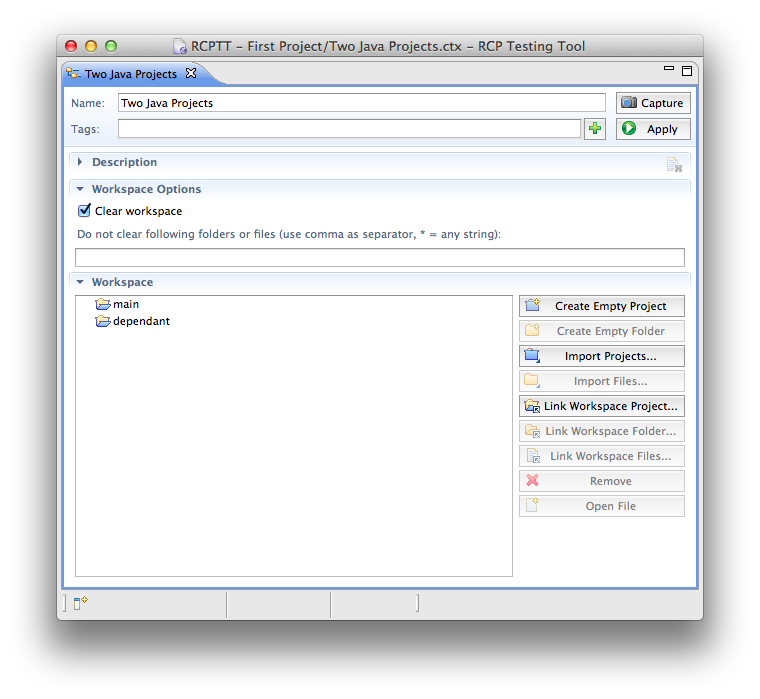 RCPTT – First Project/Two Java Projects.ctx – RCP Testing Tool
Two Java Projects
Name: Two Java Projects Capture
Tags: Apply
Description
Workspace Options
Clear workspace
Do not clear following folders or files (use comma as separator, * = any string):
Workspace
main
dependant
Create Empty Project
Create Empty Folder
Import Projects...
Import Files...
Link Workspace Project...
Link Workspace Folder...
Link Workspace Files...
Remove
Open File